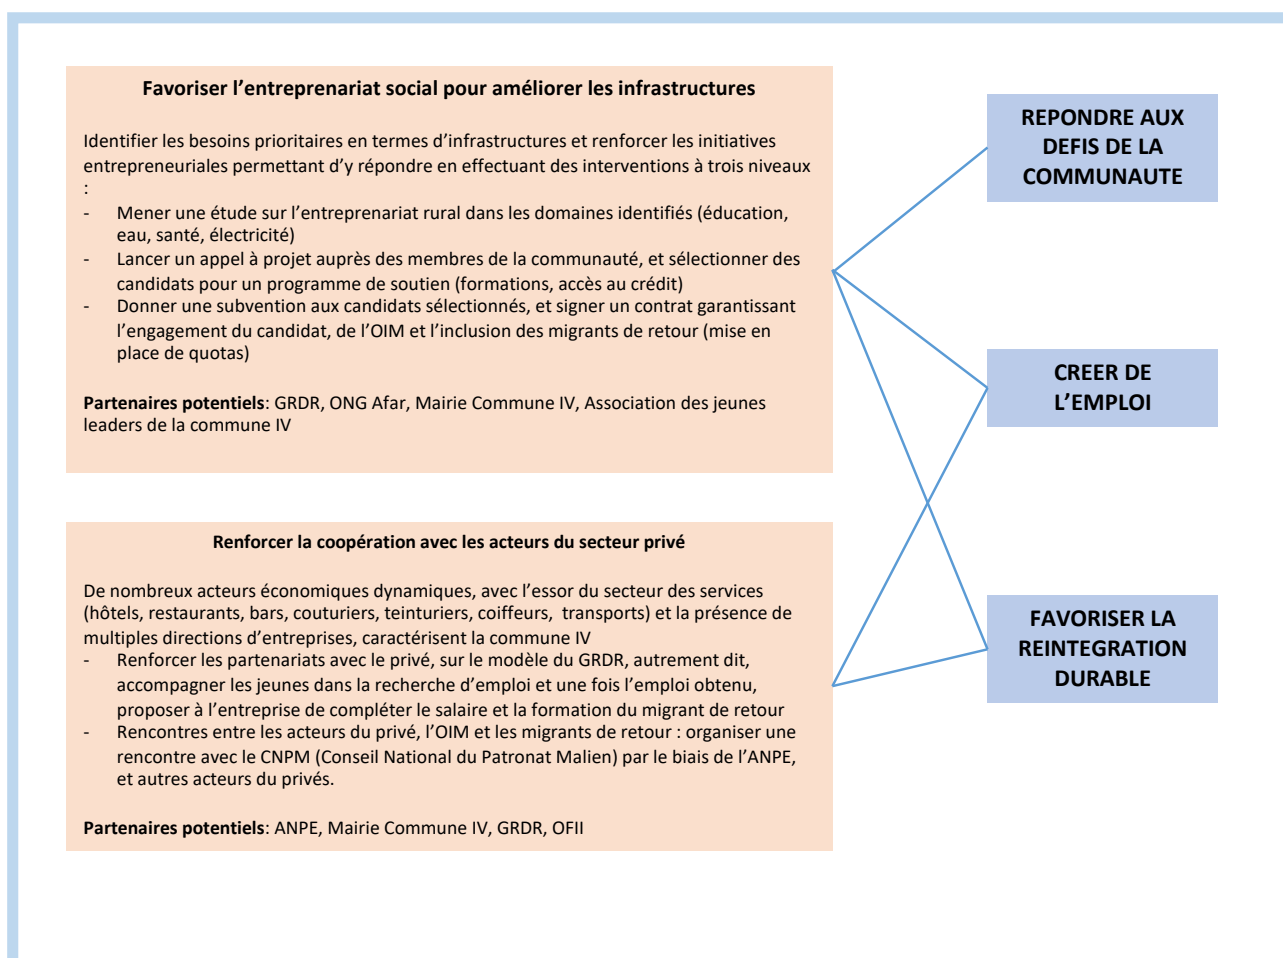 Favoriser l’entreprenariat social pour améliorer les infrastructures
Identifier les besoins prioritaires en termes d’infrastructures et renforcer les initiatives
entrepreneuriales permettant d’y répondre en effectuant des interventions à trois niveaux
:
- Mener une étude sur l’entreprenariat rural dans les domaines identifiés (éducation,
eau, santé, électricité)
- Lancer un appel à projet auprès des membres de la communauté, et sélectionner des
candidats pour un programme de soutien (formations, accès au crédit)
- Donner une subvention aux candidats sélectionnés, et signer un contrat garantissant
l’engagement du candidat, de l’OIM et l’inclusion des migrants de retour (mise en
place de quotas)
Partenaires potentiels: GRDR, ONG Afar, Mairie Commune IV, Association des jeunes
leaders de la commune IV
Renforcer la coopération avec les acteurs du secteur privé
De nombreux acteurs économiques dynamiques, avec l’essor du secteur des services
(hôtels, restaurants, bars, couturiers, teinturiers, coiffeurs, transports) et la présence de
multiples directions d’entreprises, caractérisent la commune IV
- Renforcer les partenariats avec le privé, sur le modèle du GRDR, autrement dit,
accompagner les jeunes dans la recherche d’emploi et une fois l’emploi obtenu,
proposer à l’entreprise de compléter le salaire et la formation du migrant de retour
- Rencontres entre les acteurs du privé, l’OIM et les migrants de retour : organiser une
rencontre avec le CNPM (Conseil National du Patronat Malien) par le biais de l’ANPE,
et autres acteurs du privés.
Partenaires potentiels: ANPE, Mairie Commune IV, GRDR, OFII
REPONDRE AUX
DEFIS DE LA
COMMUNAUTE
CREER DE
L’EMPLOI
FAVORISER LA
REINTEGRATION
DURABLE